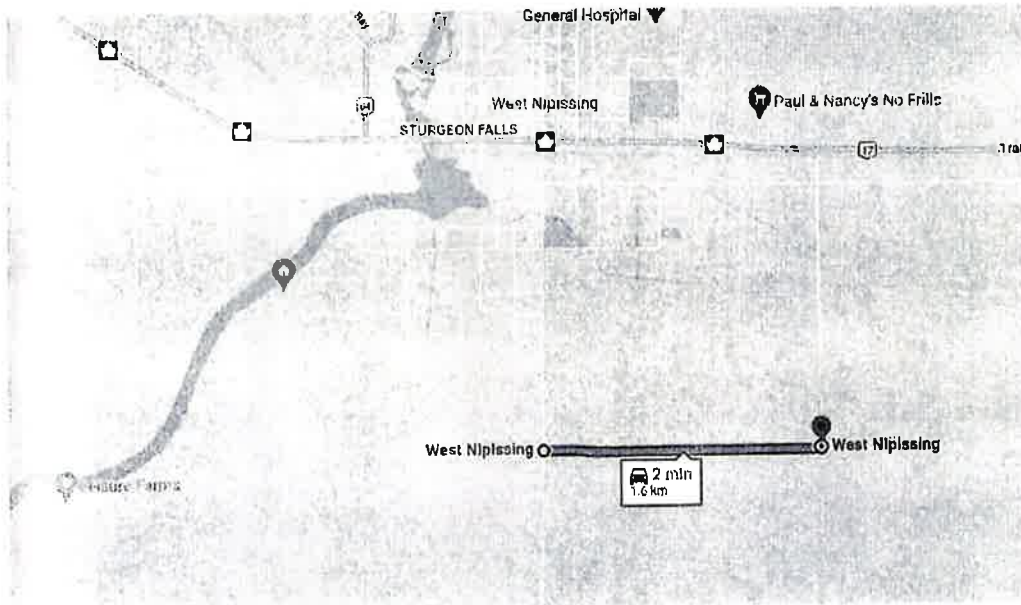 General Hospital
West Nipissing
Paul & Nancy's No Frills
STURGEON FALLS
17
West Nipissing
West Nipissing
2 min
1.6 km